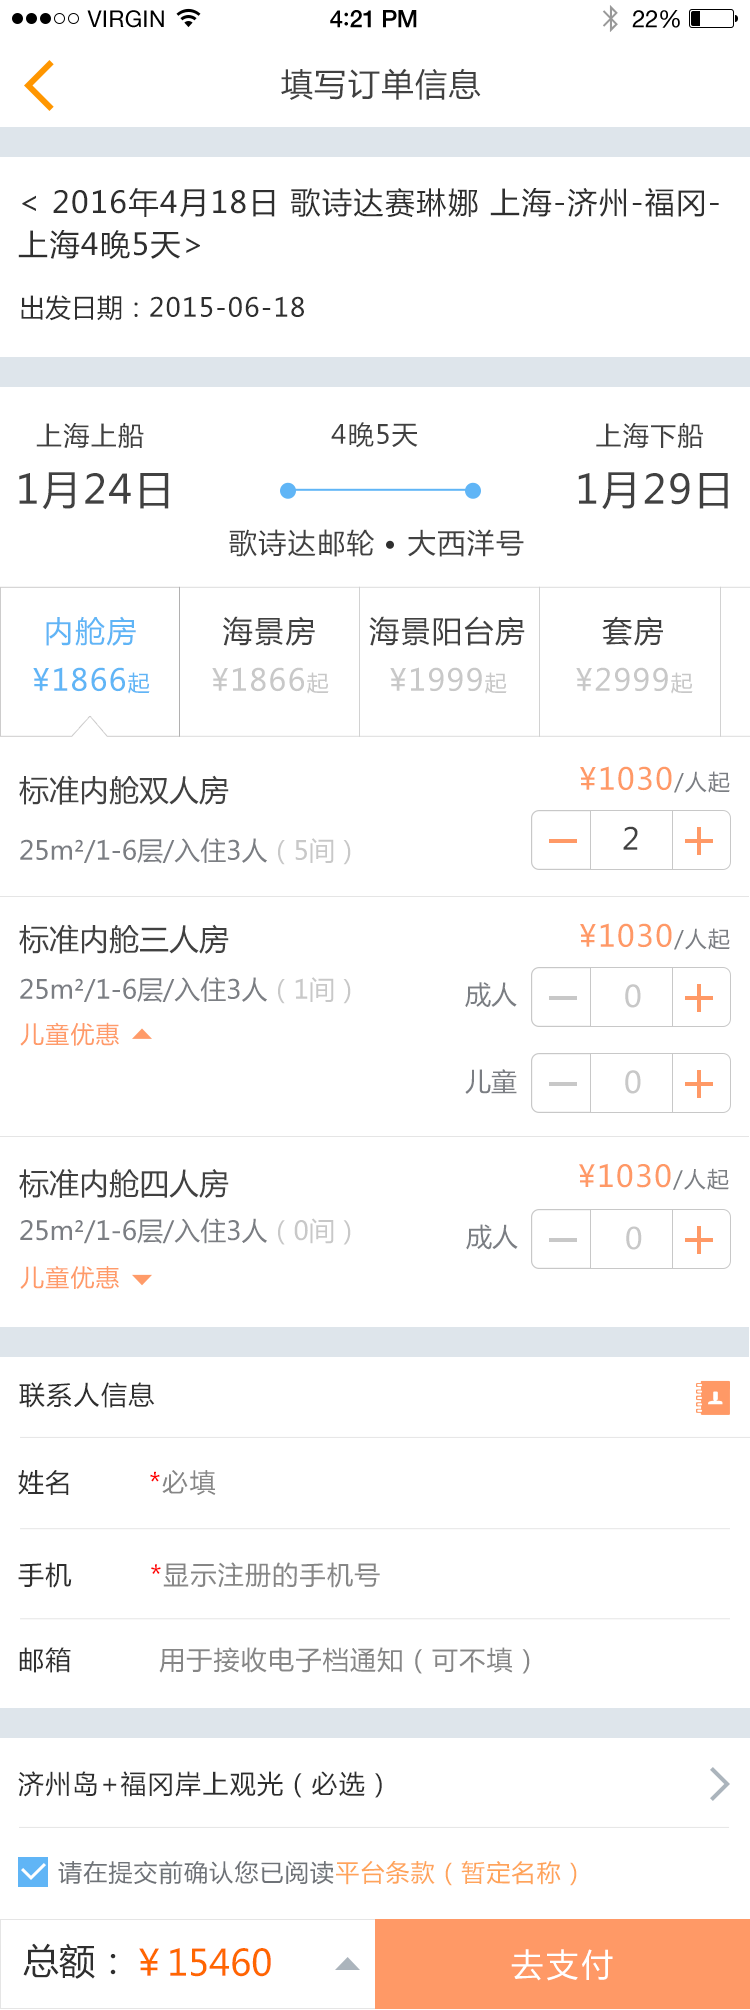 VIRGIN 4:21 PM 22%
填写订单信息
< 2016年4月18日 歌诗达赛琳娜 上海-济州-福冈-
上海4晚5天>
出发日期：2015-06-18
上海上船 4晚5天 上海下船
1月24日 1月29日
歌诗达邮轮 • 大西洋号
内舱房 海景房 海景阳台房 套房
¥1866起 ¥1866起 ¥1999起 ¥2999起
标准内舱双人房 ¥1030/人起
25m²/1-6层/入住3人（5间） 2
标准内舱三人房 ¥1030/人起
25m²/1-6层/入住3人（1间） 成人 0
儿童优惠
儿童 0
标准内舱四人房 ¥1030/人起
25m²/1-6层/入住3人（0间） 成人 0
儿童优惠
联系人信息
姓名 *必填
手机 *显示注册的手机号
邮箱 用于接收电子档通知（可不填）
济州岛+福冈岸上观光（必选）
请在提交前确认您已阅读平台条款（暂定名称）
总额：¥15460 去支付